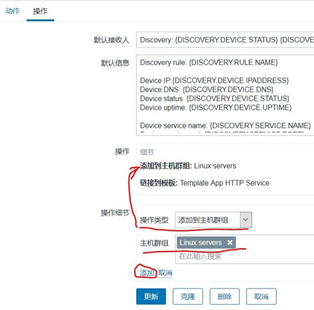 动作 操作
默认接收人 Discovery: {DISCOVERY.DEVICE.STATUS} {DISCOVE
默认信息 Discovery rule: {DISCOVERY.RULE.NAME}
Device IP:{DISCOVERY.DEVICE.IPADDRESS}
Device DNS: {DISCOVERY.DEVICE.DNS}
Device status: {DISCOVERY.DEVICE.STATUS}
Device uptime: {DISCOVERY.DEVICE.UPTIME}
Device service name: {DISCOVERY.SERVICE.NAME}
操作 细节
添加到主机群组: Linux servers
链接到模板: Template App HTTP Service
操作细节
操作类型 添加到主机群组
主机群组 Linux servers
在此输入搜索
添加 取消
更新 克隆 删除 取消